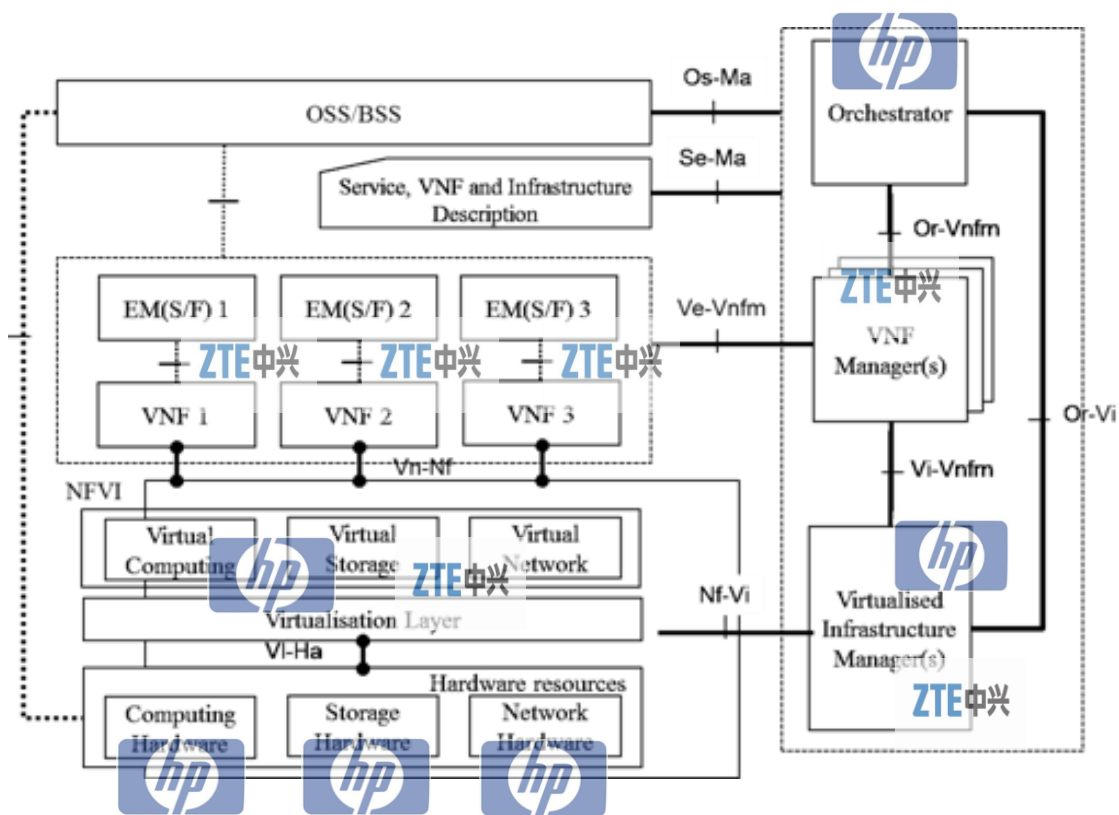 hp
Os-Ma
OSS/BSS
Orchestrator
Se-Ma
Service, VNF and Infrastructure
Description
Or-Vnfm
EM(S/F) 1
EM(S/F) 2
EM(S/F) 3
Ve-Vnfm
ZTE中兴
VNF
Manager(s)
ZTE中兴
ZTE中兴
ZTE中兴
VNF 1
VNF 2
VNF 3
Or-Vi
Vn-Nf
Vi-Vnfm
NFVI
Virtual
Computing
Virtual
Storage
Virtual
Network
hp
ZTE中兴
hp
Nf-Vi
Virtualisation Layer
Virtualised
Infrastructure
Manager(s)
VI-Ha
ZTE中兴
Hardware resources
Computing
Hardware
Storage
Hardware
Network
Hardware
hp
hp
hp